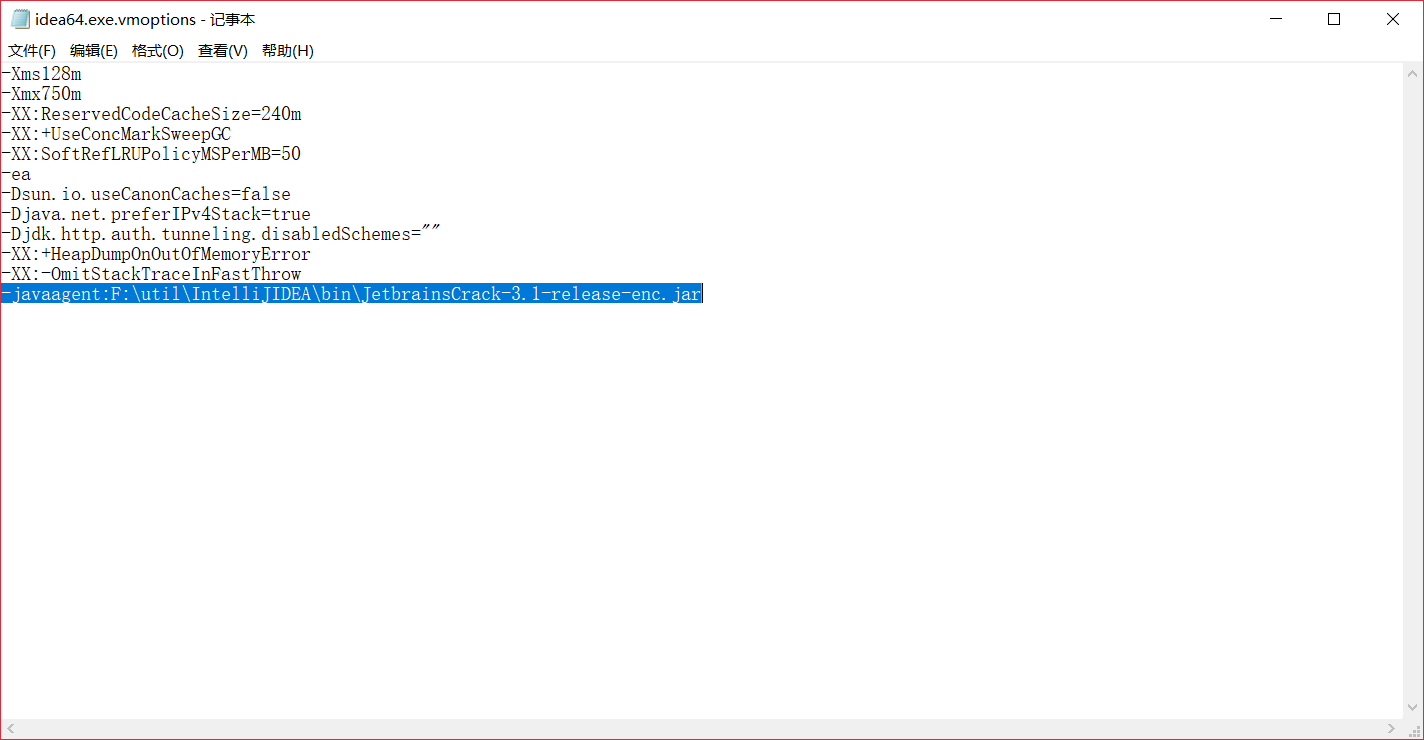 idea64.exe.vmoptions - 记事本
文件(F) 编辑(E) 格式(O) 查看(V) 帮助(H)
-Xms128m
-Xmx750m
-XX:ReservedCodeCacheSize=240m
-XX:+UseConcMarkSweepGC
-XX:SoftRefLRUPolicyMSPerMB=50
-ea
-Dsun.io.useCanonCaches=false
-Djava.net.preferIPv4Stack=true
-Djdk.http.auth.tunneling.disabledSchemes=""
-XX:+HeapDumpOnOutOfMemoryError
-XX:-OmitStackTraceInFastThrow
-javaagent:F:\util\IntelliJIDEA\bin\JetbrainsCrack-3.1-release-enc.jar